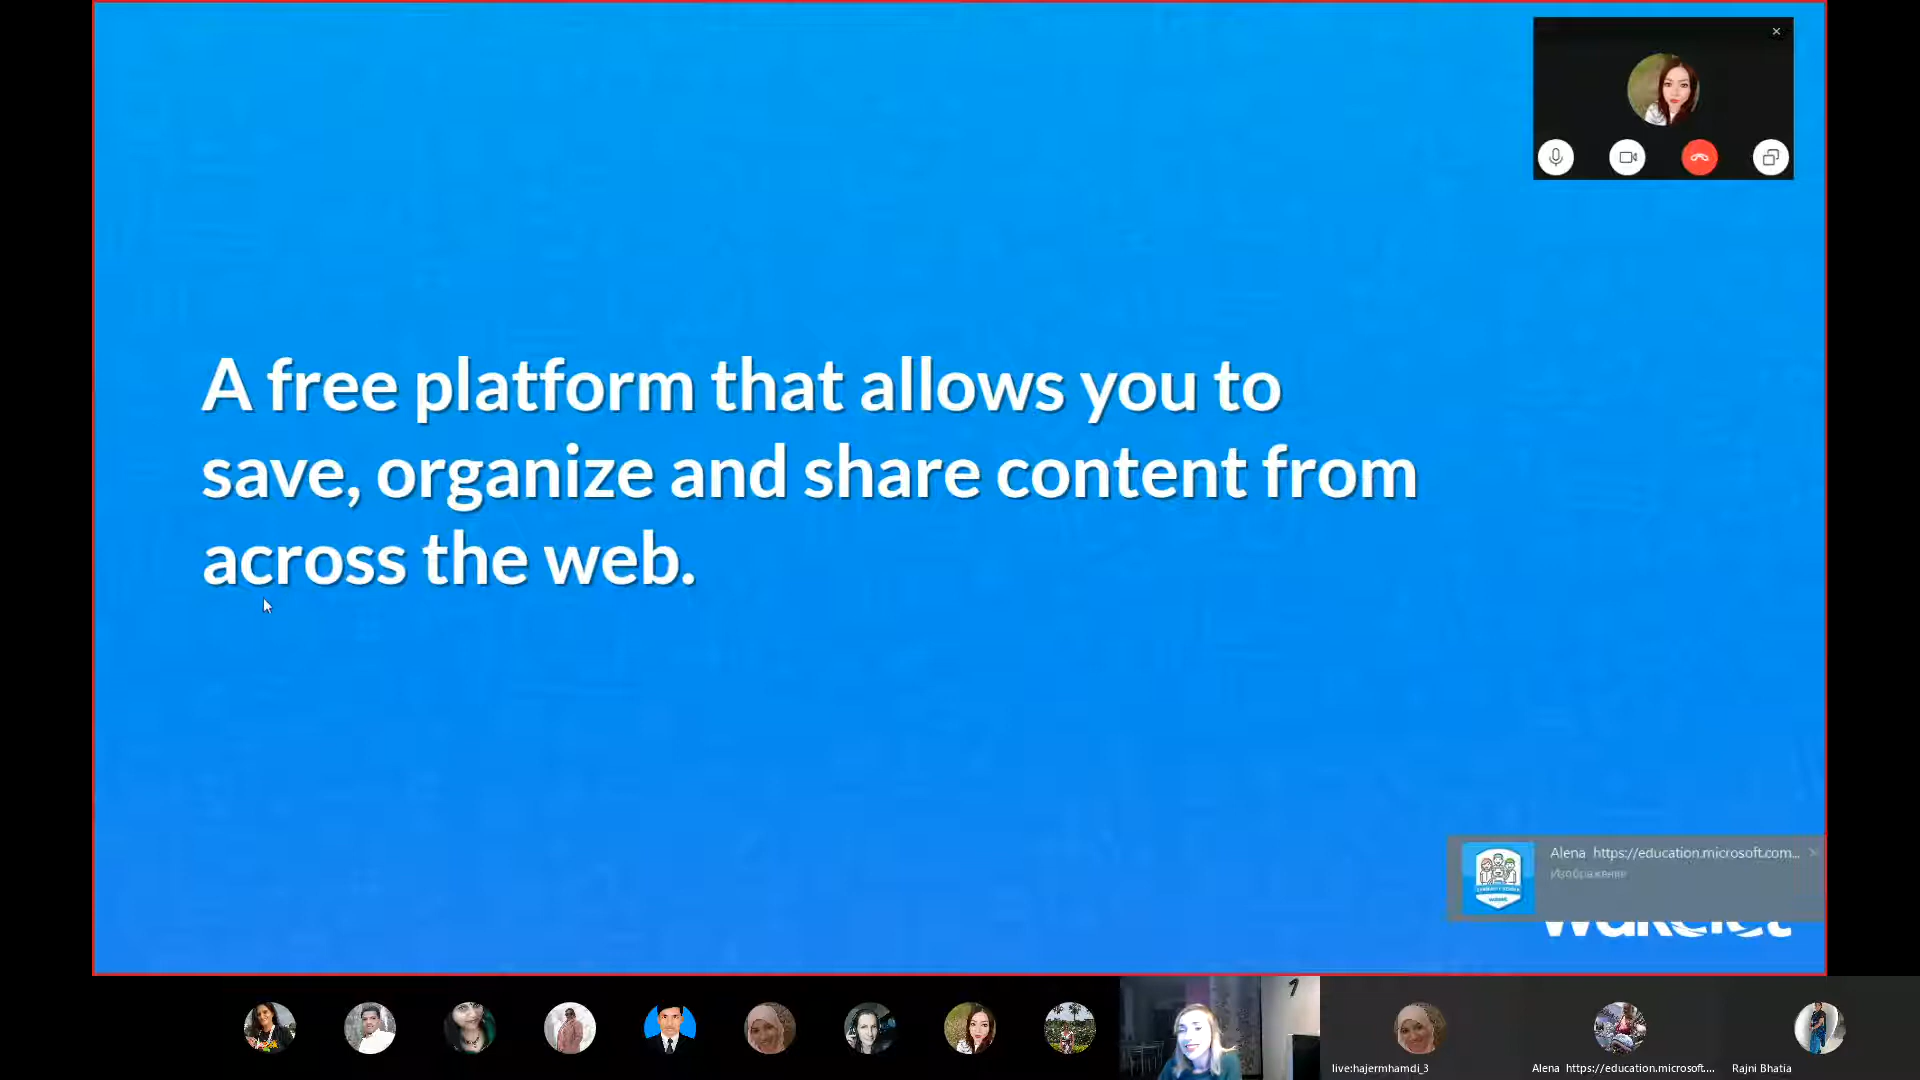 A free platform that allows you to
save, organize and share content from
across the web.
Alena https://education.microsoft.com...
Изображение
wakelet
live:hajermhamdi_3
Alena https://education.microsoft....
Rajni Bhatia